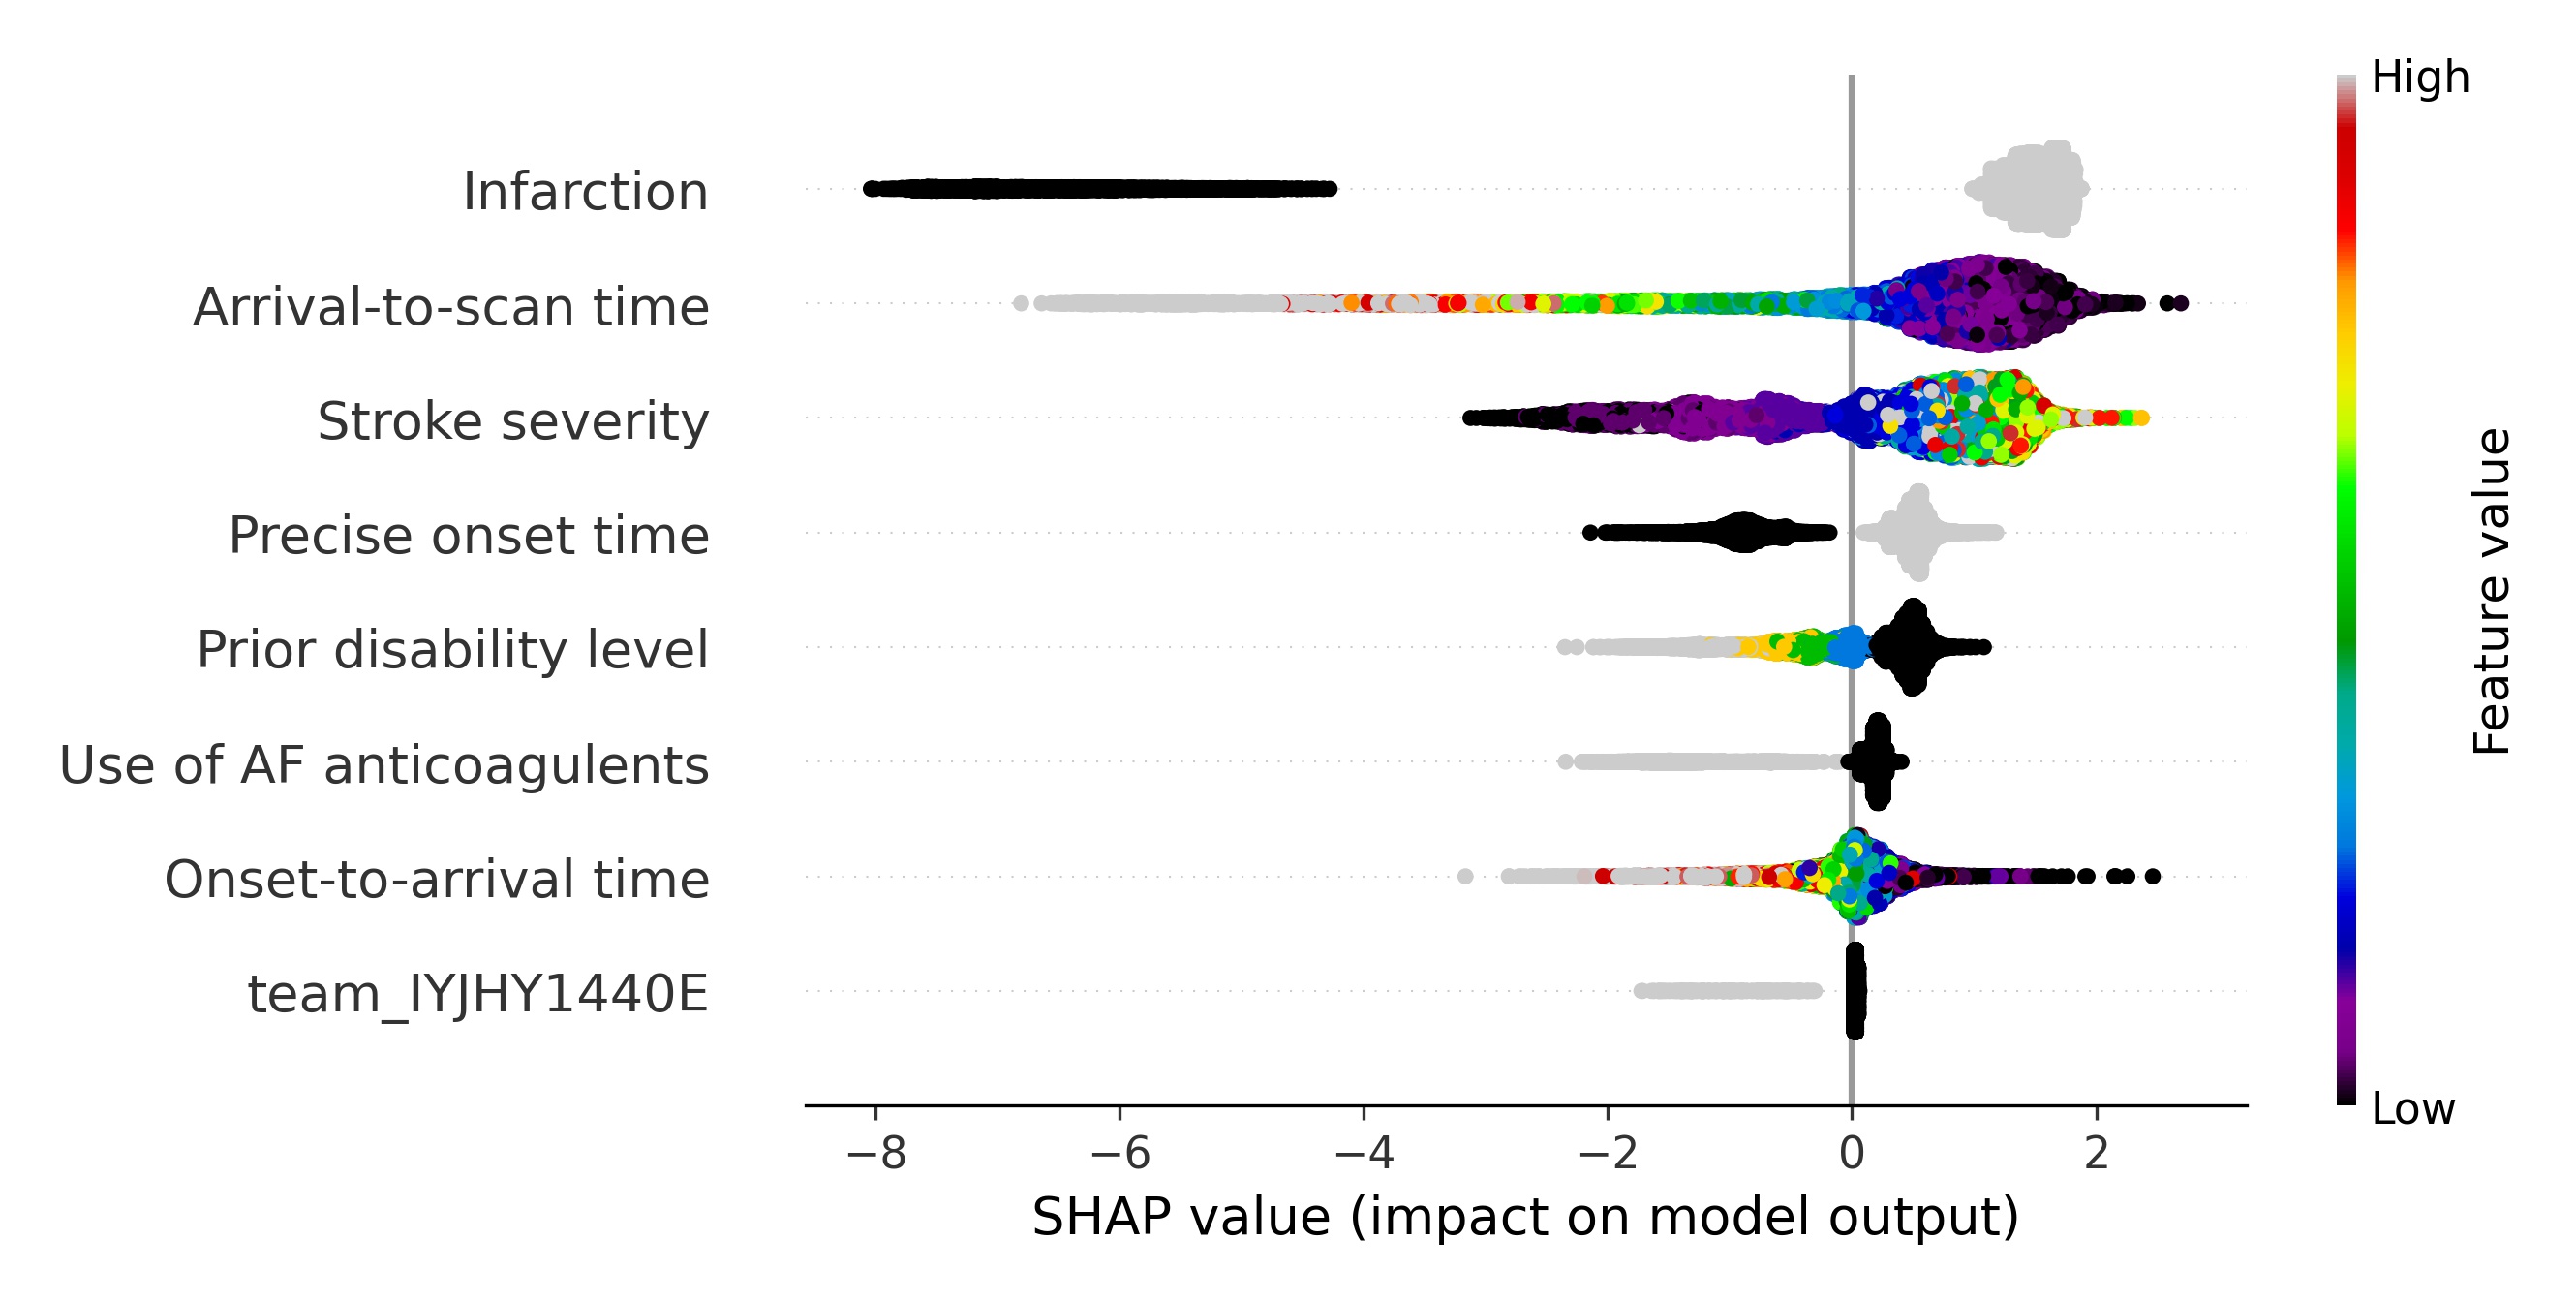 High
Infarction
Arrival-to-scan time
Stroke severity
Precise onset time
Prior disability level
Use of AF anticoagulents
Onset-to-arrival time
team_IYJHY1440E
Feature value
Low
−8 −6 −4 −2 0 2
SHAP value (impact on model output)